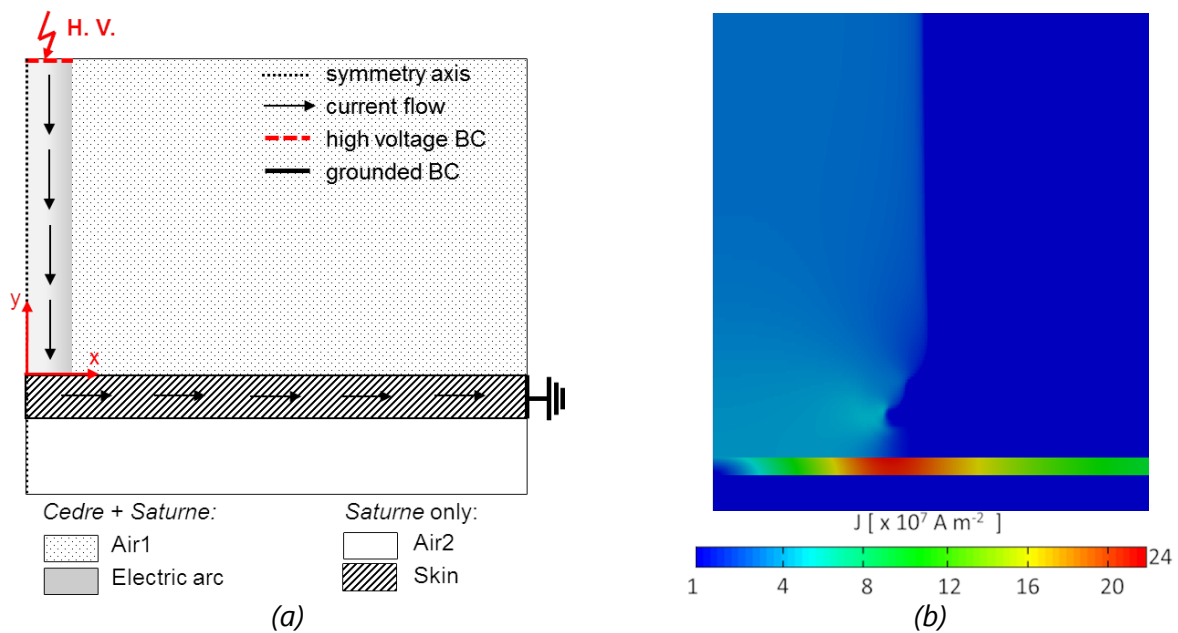 H. V.
symmetry axis
current flow
high voltage BC
grounded BC
y
x
Cedre + Saturne:
Saturne only:
Air1
Air2
Electric arc
Skin
(a)
J [ x 10⁷ A m⁻² ]
1 4 8 12 16 20 24
(b)